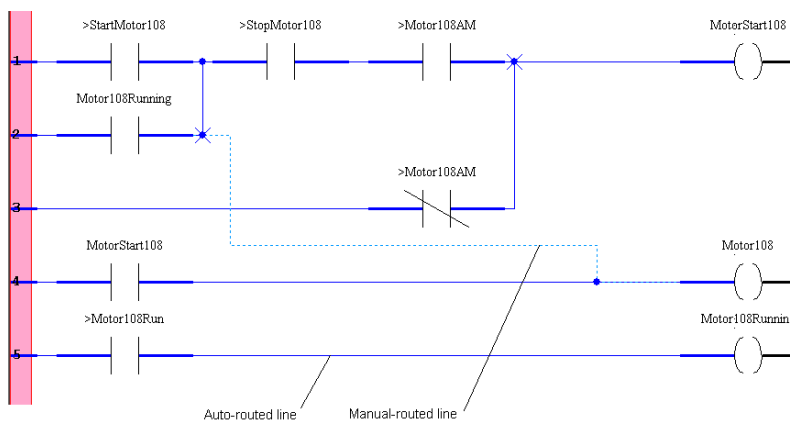 >StartMotor108 >StopMotor108 >Motor108AM MotorStart108
1
Motor108Running
2
>Motor108AM
3
MotorStart108 Motor108
4
>Motor108Run Motor108Runnin
5
Auto-routed line Manual-routed line